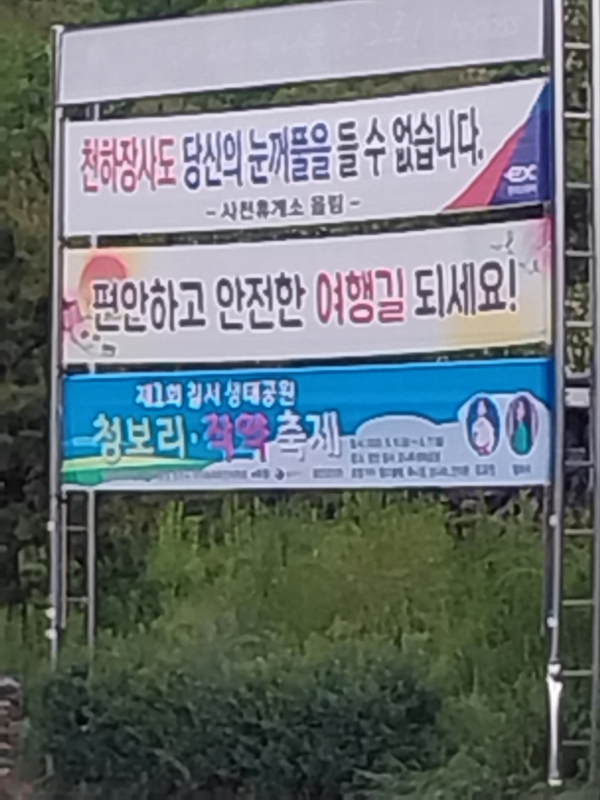 천하장사도 당신의 눈꺼풀을 들 수 없습니다.
- 사천휴게소 올림 -
ex
편안하고 안전한 여행길 되세요!
제1회 칠서 생태공원
청보리·작약 축제